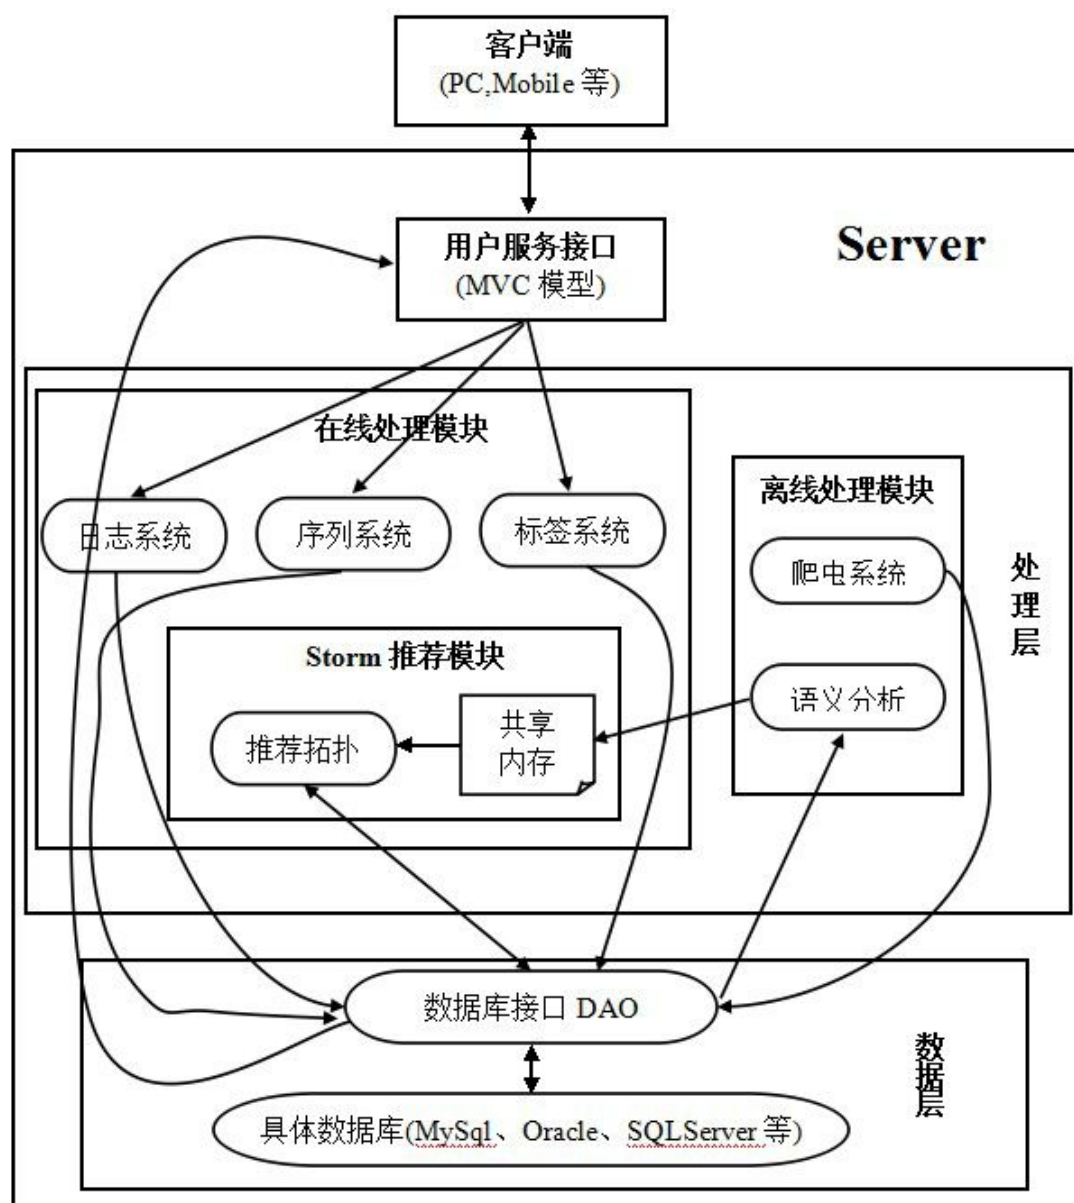 客户端
(PC,Mobile 等)
Server
用户服务接口
(MVC 模型)
在线处理模块
离线处理模块
日志系统
序列系统
标签系统
爬虫系统
处理层
Storm 推荐模块
语义分析
推荐拓扑
共享
内存
数据库接口 DAO
数据层
具体数据库(MySql、Oracle、SQLServer 等)